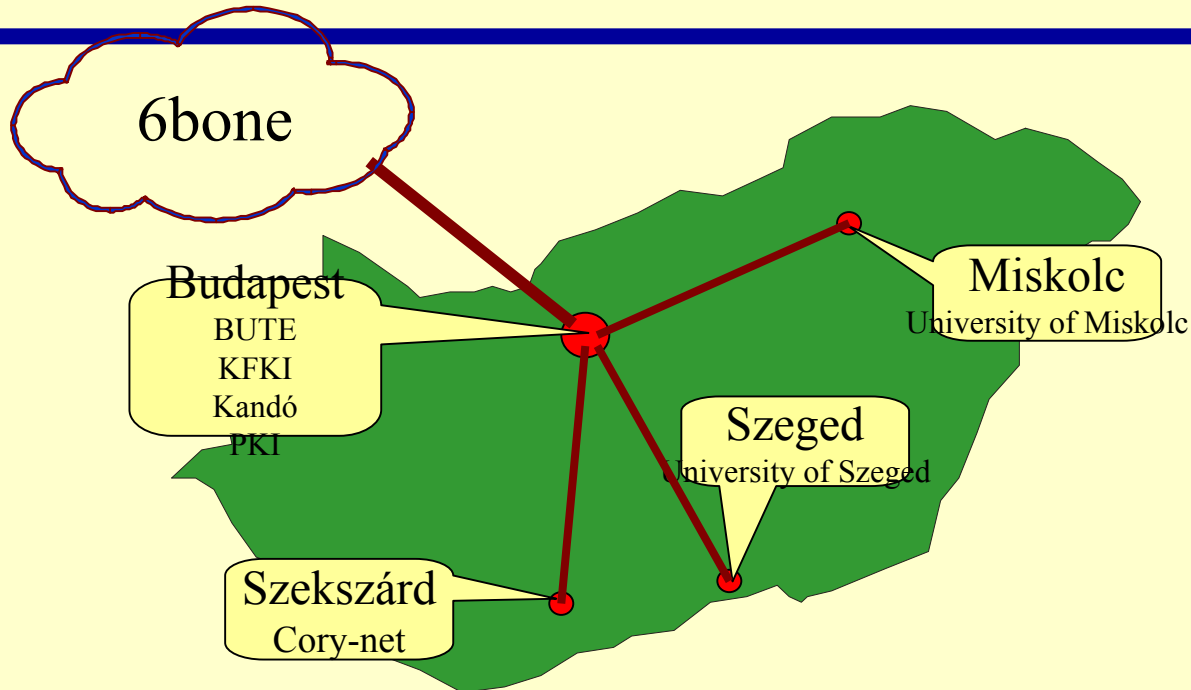 6bone
Budapest
BUTE
KFKI
Kandó
PKI
Miskolc
University of Miskolc
Szeged
University of Szeged
Szekszárd
Cory-net